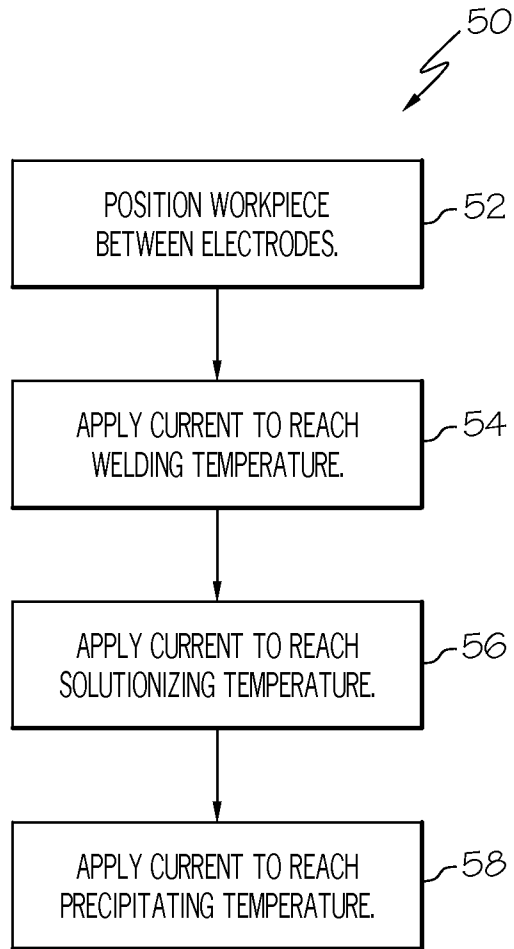 50
POSITION WORKPIECE
BETWEEN ELECTRODES.
52
APPLY CURRENT TO REACH
WELDING TEMPERATURE.
54
APPLY CURRENT TO REACH
SOLUTIONIZING TEMPERATURE.
56
APPLY CURRENT TO REACH
PRECIPITATING TEMPERATURE.
58